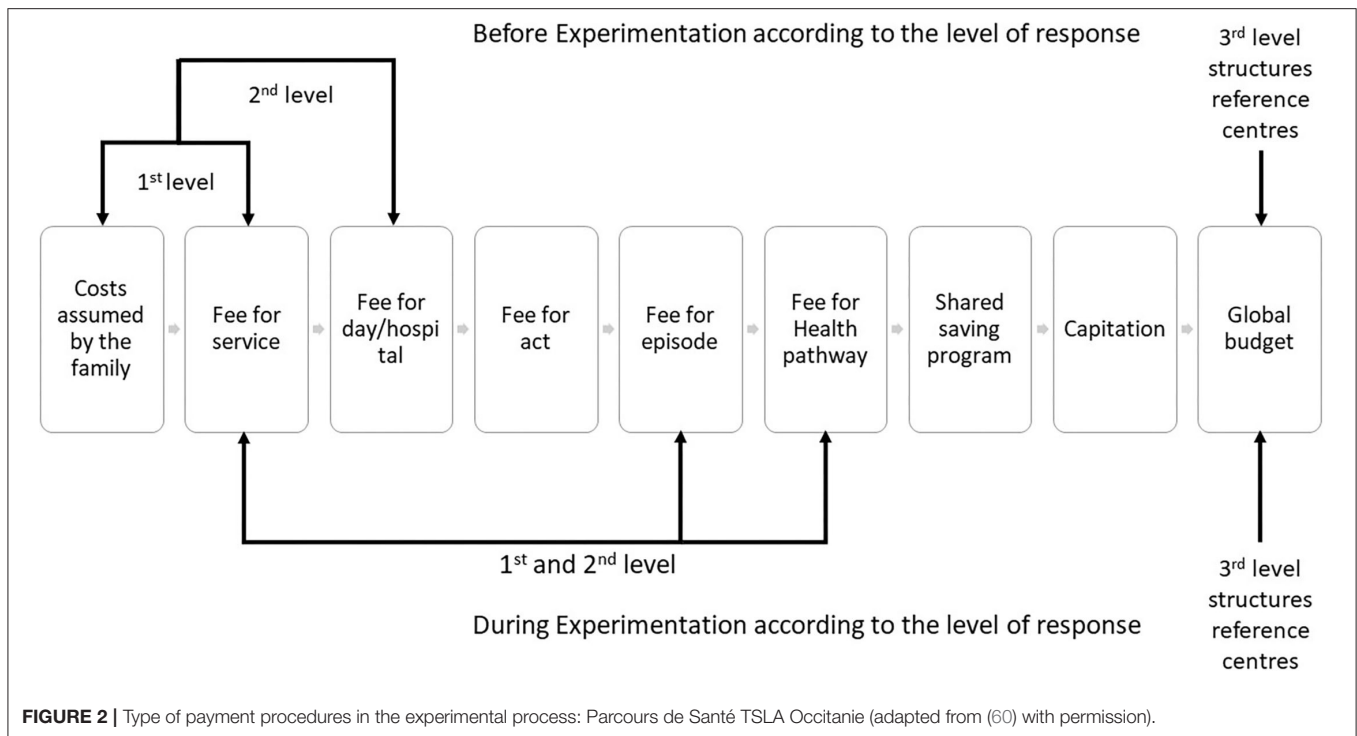 Before Experimentation according to the level of response
3rd level
structures
reference
centres
2nd level
1st level
Costs
assumed
by the
family
Fee for
service
Fee for
day/hospi
tal
Fee for
act
Fee for
episode
Fee for
Health
pathway
Shared
saving
program
Capitation
Global
budget
1st and 2nd level
During Experimentation according to the level of response
3rd level
structures
reference
centres
FIGURE 2 | Type of payment procedures in the experimental process: Parcours de Santé TSLA Occitanie (adapted from (60) with permission).